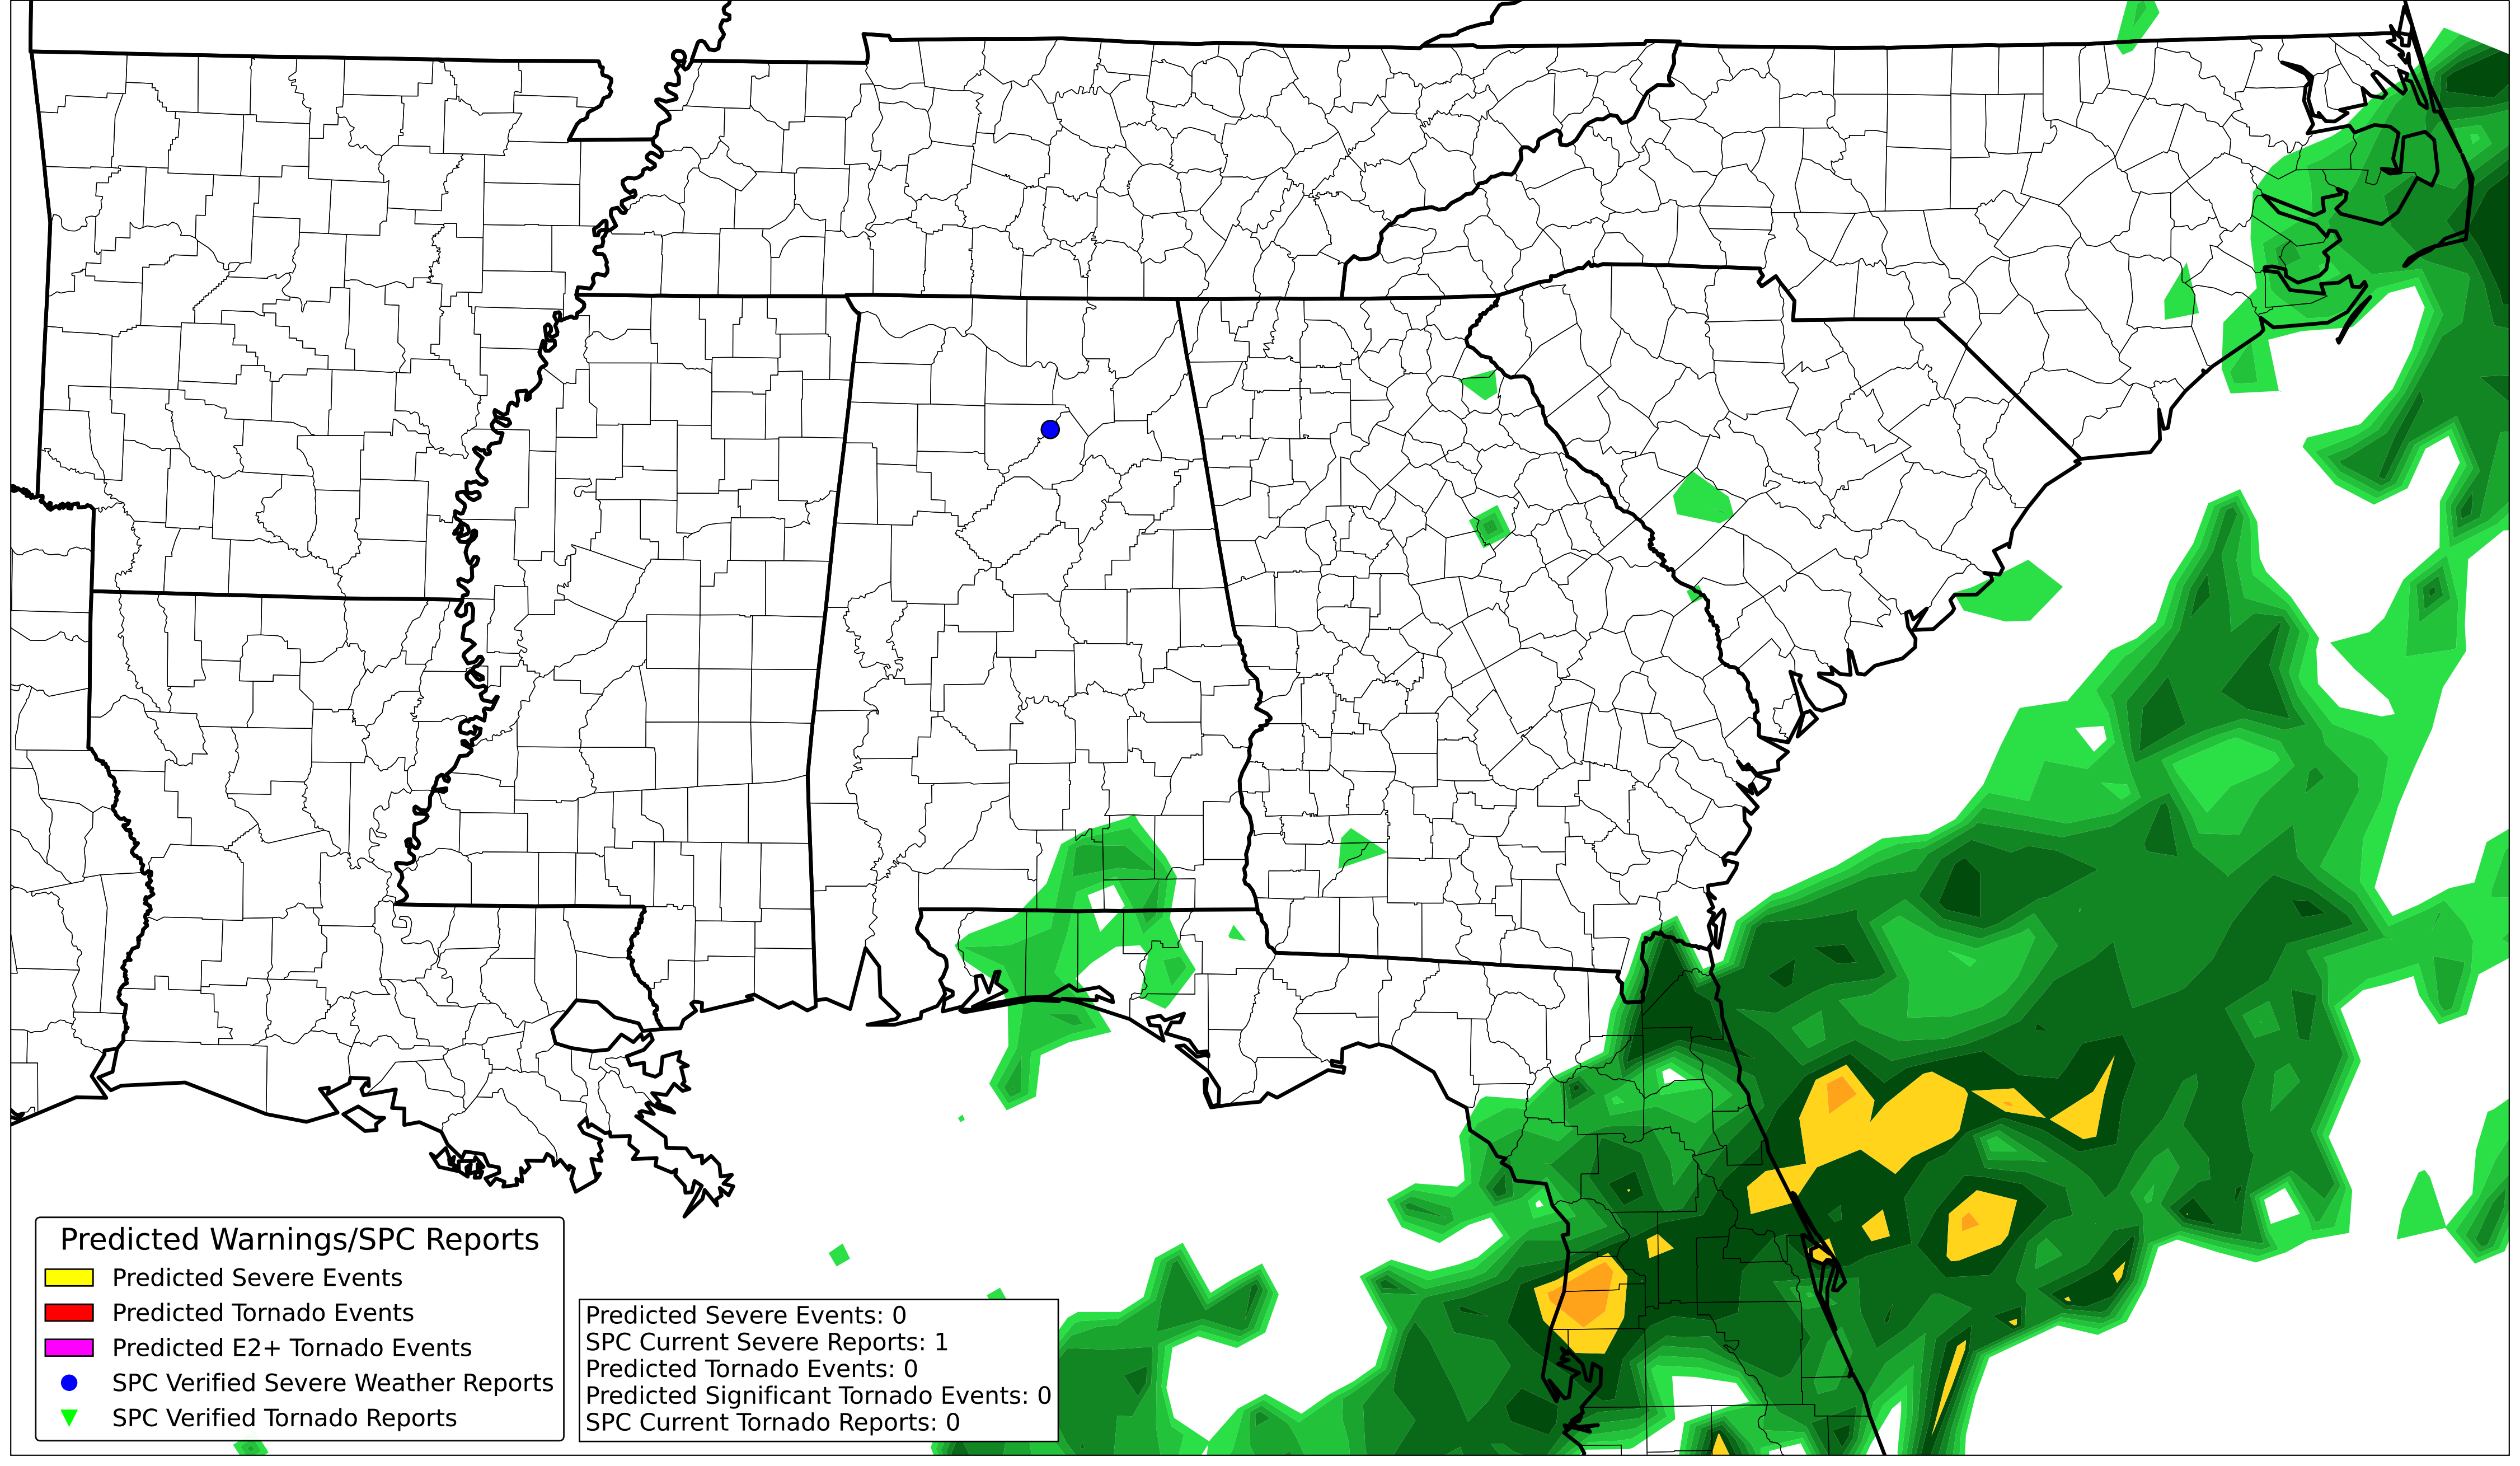 Predicted Warnings/SPC Reports
Predicted Severe Events
Predicted Tornado Events
Predicted E2+ Tornado Events
SPC Verified Severe Weather Reports
SPC Verified Tornado Reports
Predicted Severe Events: 0
SPC Current Severe Reports: 1
Predicted Tornado Events: 0
Predicted Significant Tornado Events: 0
SPC Current Tornado Reports: 0